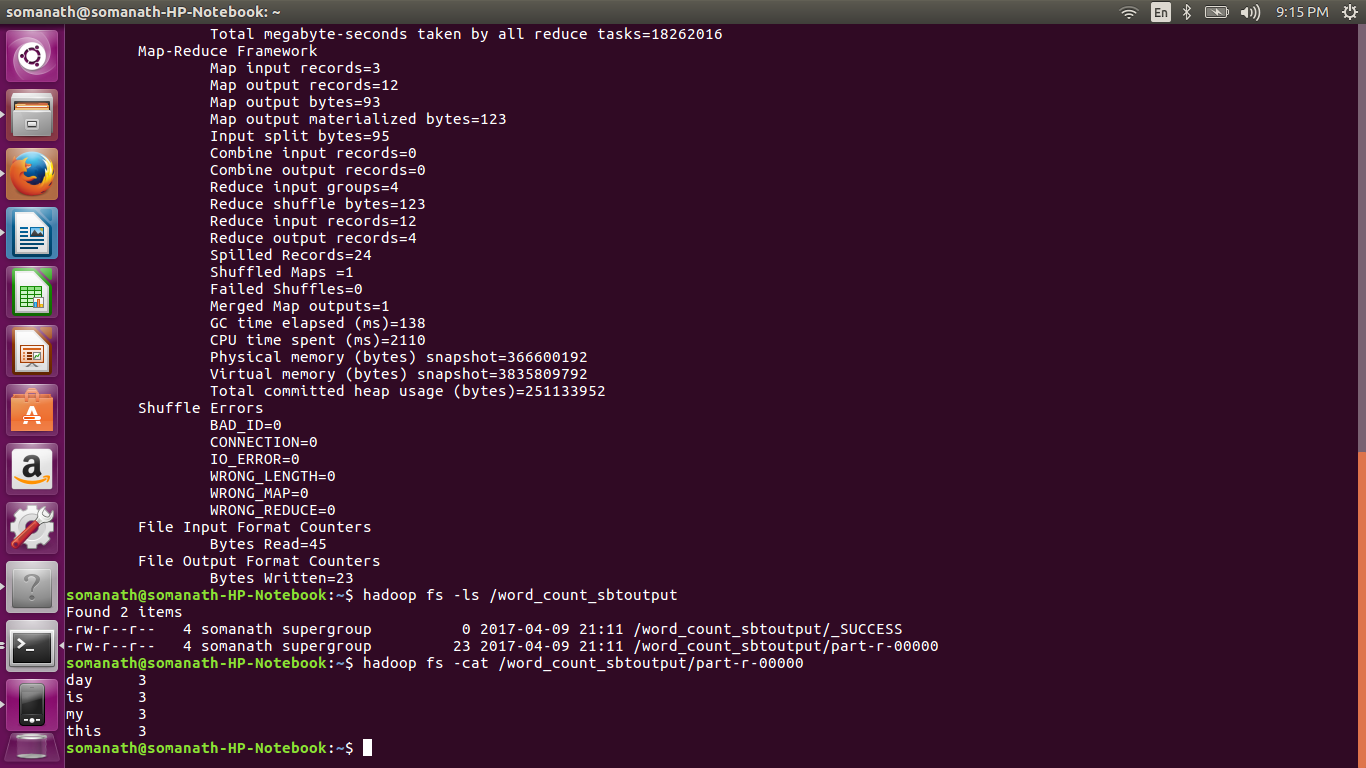 somanath@somanath-HP-Notebook: ~
En
9:15 PM
Total megabyte-seconds taken by all reduce tasks=18262016
Map-Reduce Framework
Map input records=3
Map output records=12
Map output bytes=93
Map output materialized bytes=123
Input split bytes=95
Combine input records=0
Combine output records=0
Reduce input groups=4
Reduce shuffle bytes=123
Reduce input records=12
Reduce output records=4
Spilled Records=24
Shuffled Maps =1
Failed Shuffles=0
Merged Map outputs=1
GC time elapsed (ms)=138
CPU time spent (ms)=2110
Physical memory (bytes) snapshot=366600192
Virtual memory (bytes) snapshot=3835809792
Total committed heap usage (bytes)=251133952
Shuffle Errors
BAD_ID=0
CONNECTION=0
IO_ERROR=0
WRONG_LENGTH=0
WRONG_MAP=0
WRONG_REDUCE=0
File Input Format Counters
Bytes Read=45
File Output Format Counters
Bytes Written=23
somanath@somanath-HP-Notebook:~$ hadoop fs -ls /word_count_sbtoutput
Found 2 items
-rw-r--r--   4 somanath supergroup          0 2017-04-09 21:11 /word_count_sbtoutput/_SUCCESS
-rw-r--r--   4 somanath supergroup         23 2017-04-09 21:11 /word_count_sbtoutput/part-r-00000
somanath@somanath-HP-Notebook:~$ hadoop fs -cat /word_count_sbtoutput/part-r-00000
day	3
is	3
my	3
this	3
somanath@somanath-HP-Notebook:~$